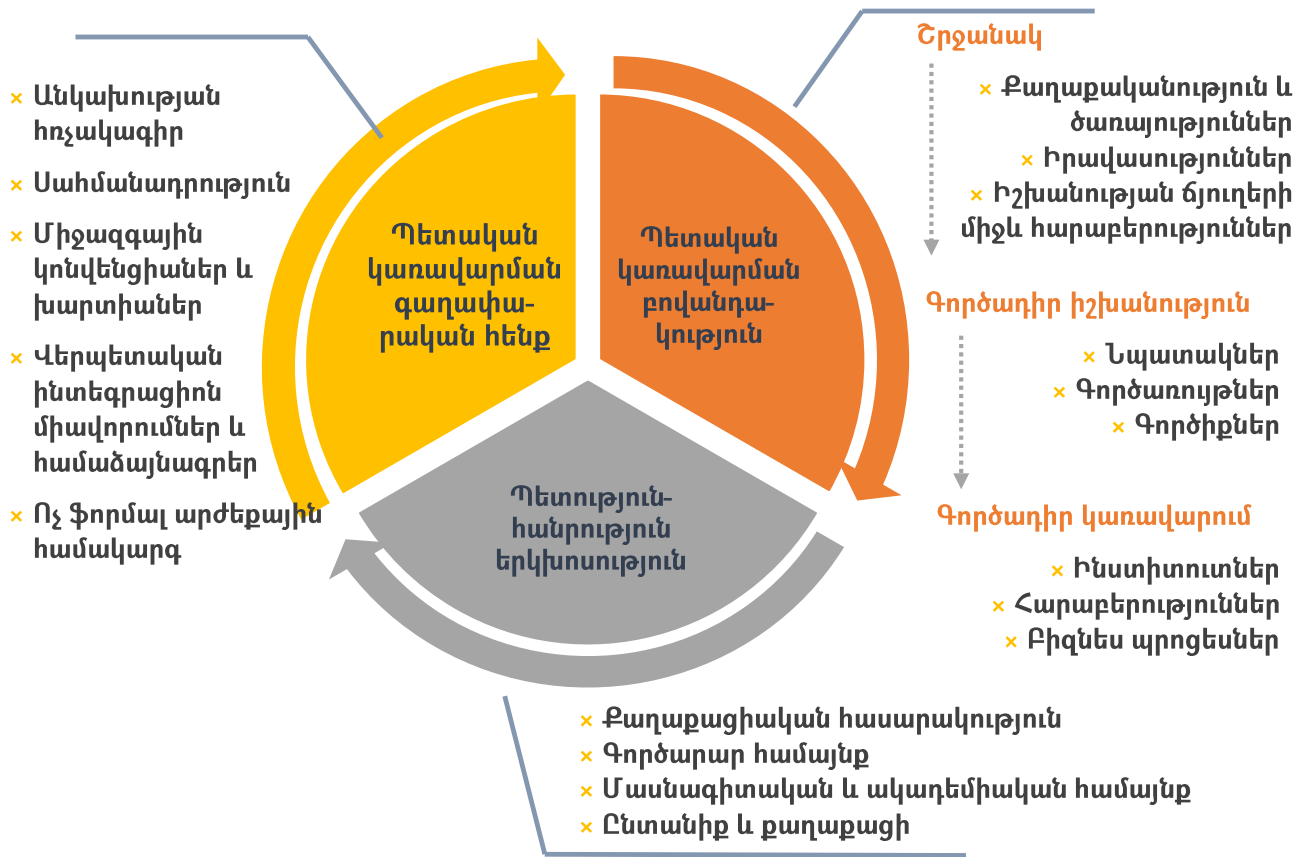 × Անկախության
հռչակագիր
× Սահմանադրություն
× Միջազգային
կոնվենցիաներ և
խարտիաներ
× Վերպետական
ինտեգրացիոն
միավորումներ և
համաձայնագրեր
× Ոչ ֆորմալ արժեքային
համակարգ
Պետական
կառավարման
գաղափա-
րական հենք
Պետական
կառավարման
բովանդա-
կություն
Պետություն-
հանրություն
երկխոսություն
Շրջանակ
× Քաղաքականություն և
ծառայություններ
× Իրավասություններ
× Իշխանության ճյուղերի
միջև հարաբերություններ
Գործադիր իշխանություն
× Նպատակներ
× Գործառույթներ
× Գործիքներ
Գործադիր կառավարում
× Ինստիտուտներ
× Հարաբերություններ
× Բիզնես պրոցեսներ
× Քաղաքացիական հասարակություն
× Գործարար համայնք
× Մասնագիտական և ակադեմիական համայնք
× Ընտանիք և քաղաքացի